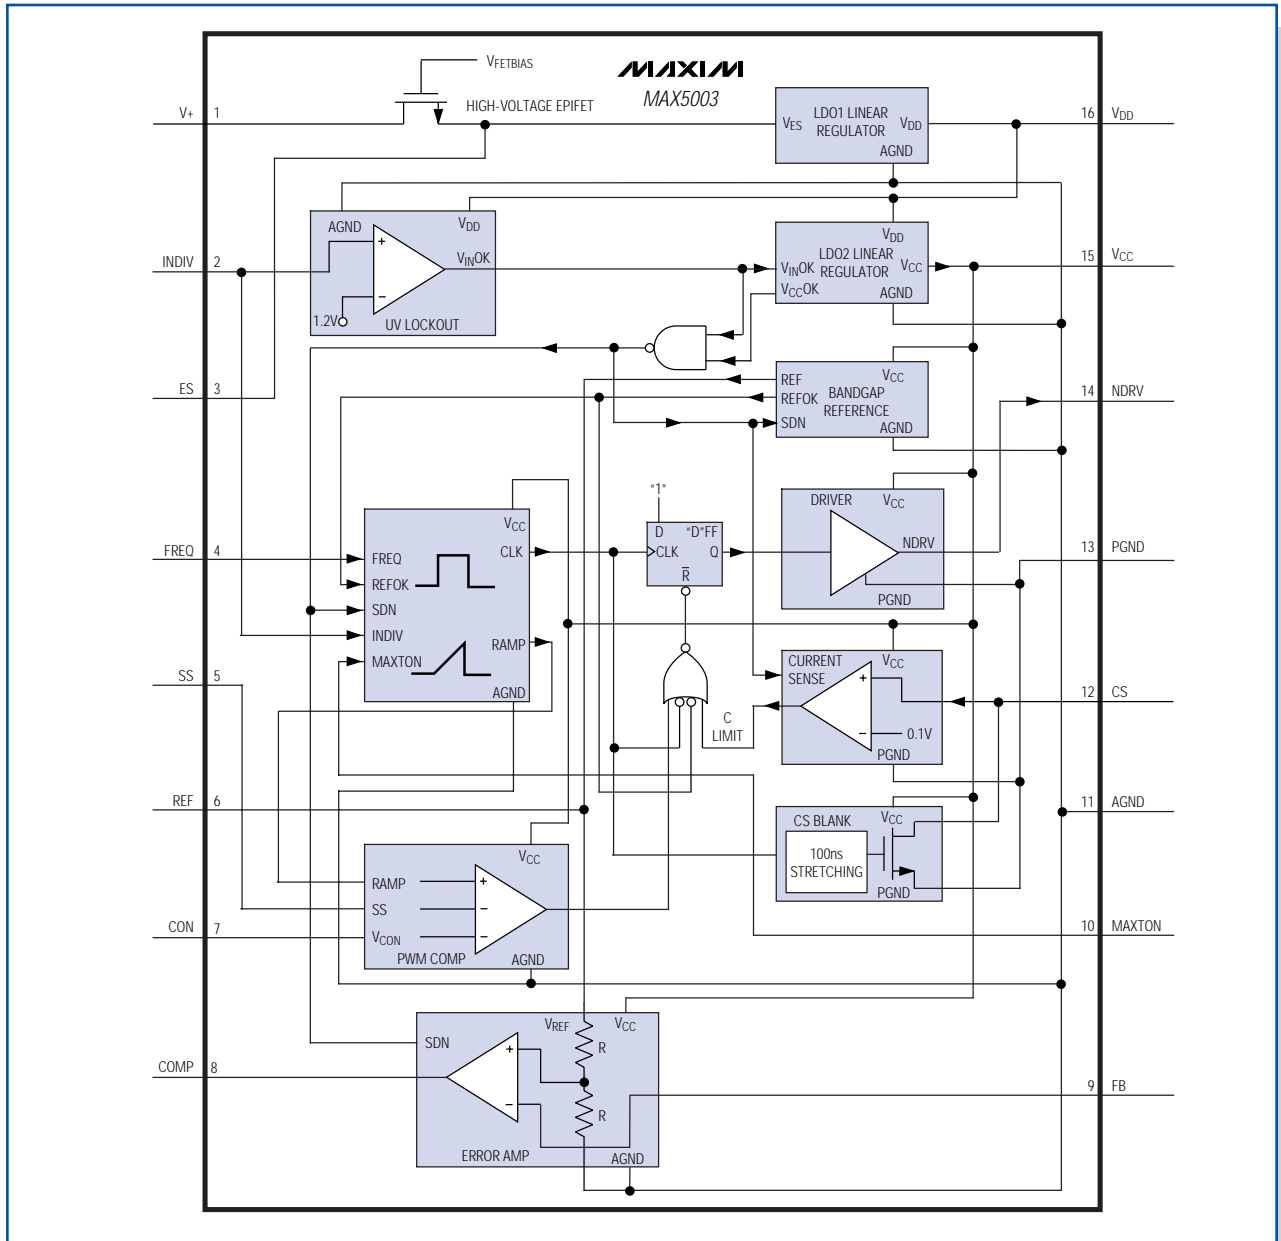 VFETBIAS
MAXIM
MAX5003
HIGH-VOLTAGE EPIFET
V+ 1
VES
LDO1 LINEAR
REGULATOR
VDD
AGND
16 VDD
AGND
VDD
INDIV 2
+
VINOK
−
1.2V
UV LOCKOUT
VDD
LDO2 LINEAR
REGULATOR
VINOK
VCC
VCCOK
AGND
15 VCC
ES 3
REF
REFOK
SDN
VCC
BANDGAP
REFERENCE
AGND
14 NDRV
"1"
D "D"FF
CLK Q
R̅
DRIVER
VCC
NDRV
PGND
13 PGND
FREQ 4
VCC
CLK
FREQ
REFOK
SDN
INDIV
MAXTON
RAMP
AGND
SS 5
C
LIMIT
CURRENT
SENSE
VCC
+
−
0.1V
PGND
12 CS
REF 6
CS BLANK
VCC
100ns
STRETCHING
PGND
11 AGND
VCC
RAMP
+
SS
−
VCON
−
PWM COMP
AGND
CON 7
10 MAXTON
VREF
VCC
SDN
+
R
−
R
ERROR AMP
AGND
COMP 8
9 FB